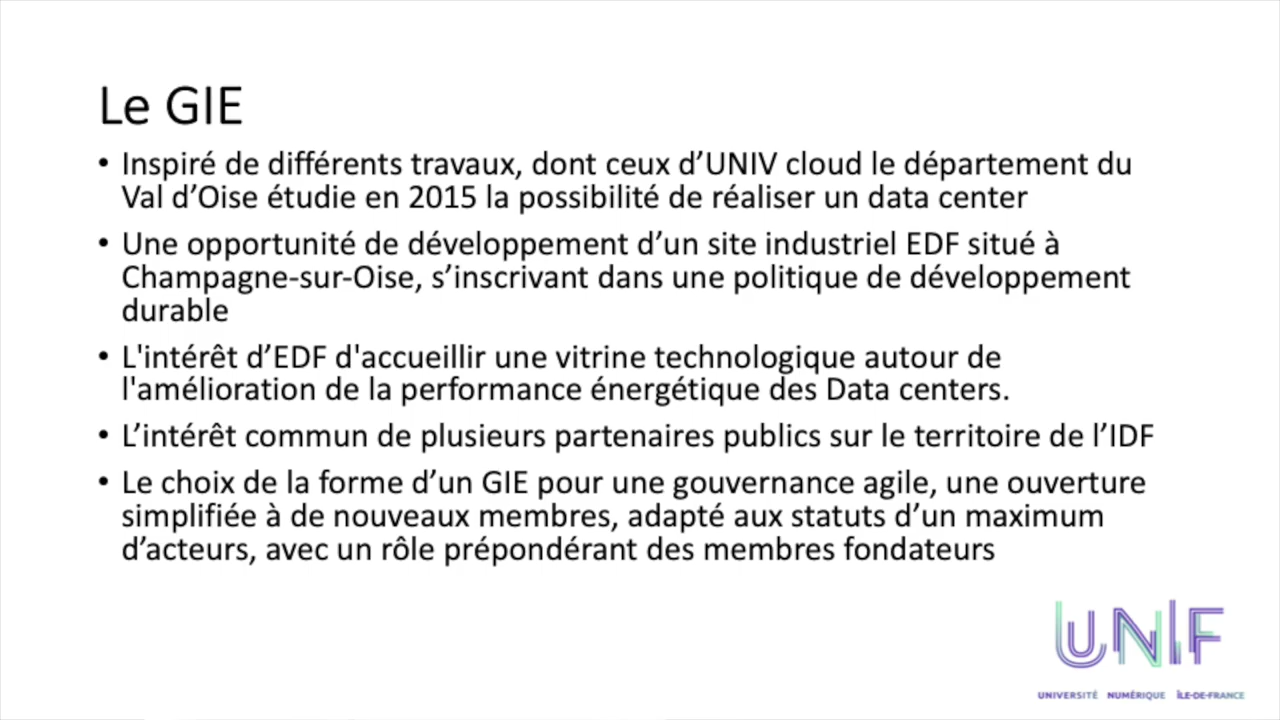 Le GIE
• Inspiré de différents travaux, dont ceux d’UNIV cloud le département du
Val d’Oise étudie en 2015 la possibilité de réaliser un data center
• Une opportunité de développement d’un site industriel EDF situé à
Champagne-sur-Oise, s’inscrivant dans une politique de développement
durable
• L'intérêt d’EDF d'accueillir une vitrine technologique autour de
l'amélioration de la performance énergétique des Data centers.
• L’intérêt commun de plusieurs partenaires publics sur le territoire de l’IDF
• Le choix de la forme d’un GIE pour une gouvernance agile, une ouverture
simplifiée à de nouveaux membres, adapté aux statuts d’un maximum
d’acteurs, avec un rôle prépondérant des membres fondateurs
UNIF
UNIVERSITÉ NUMÉRIQUE ÎLE-DE-FRANCE